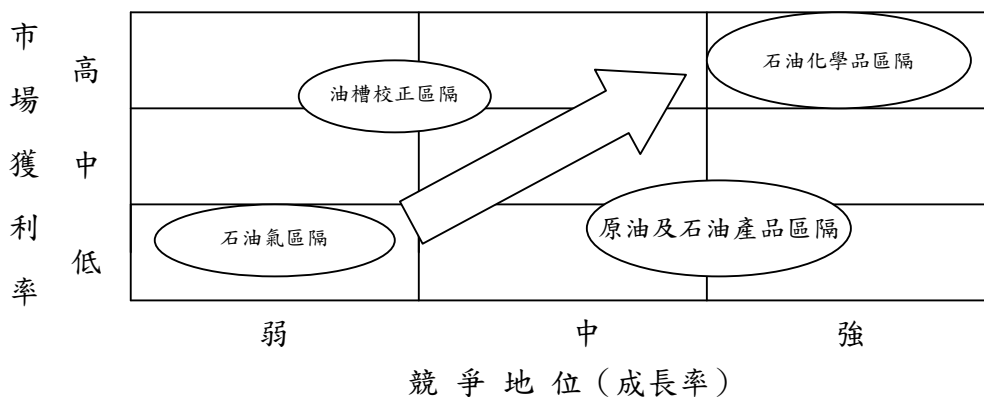 市場獲利率
高
中
低
石油化學品區隔
油槽校正區隔
石油氣區隔
原油及石油產品區隔
弱 中 強
競爭地位（成長率）